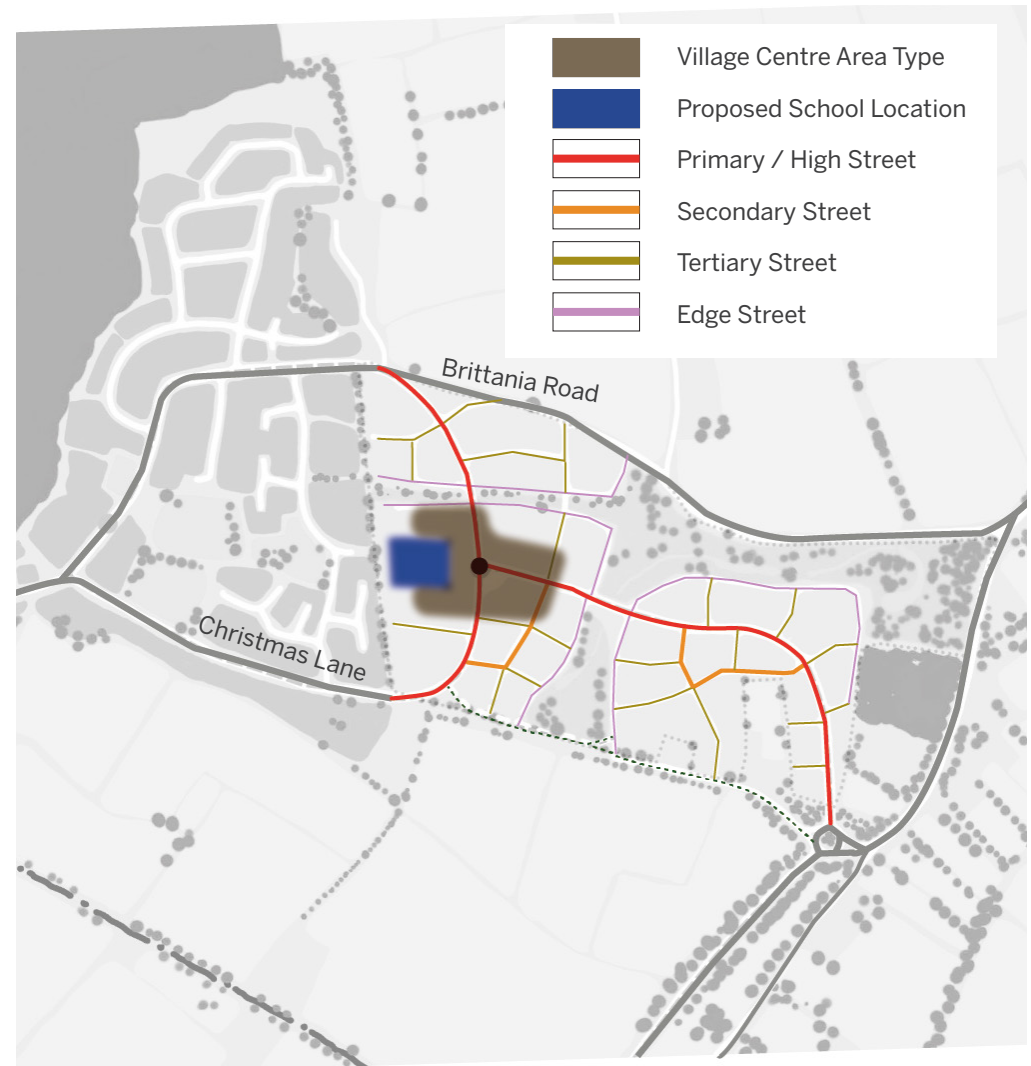 Village Centre Area Type
Proposed School Location
Primary / High Street
Secondary Street
Tertiary Street
Edge Street
Brittania Road
Christmas Lane